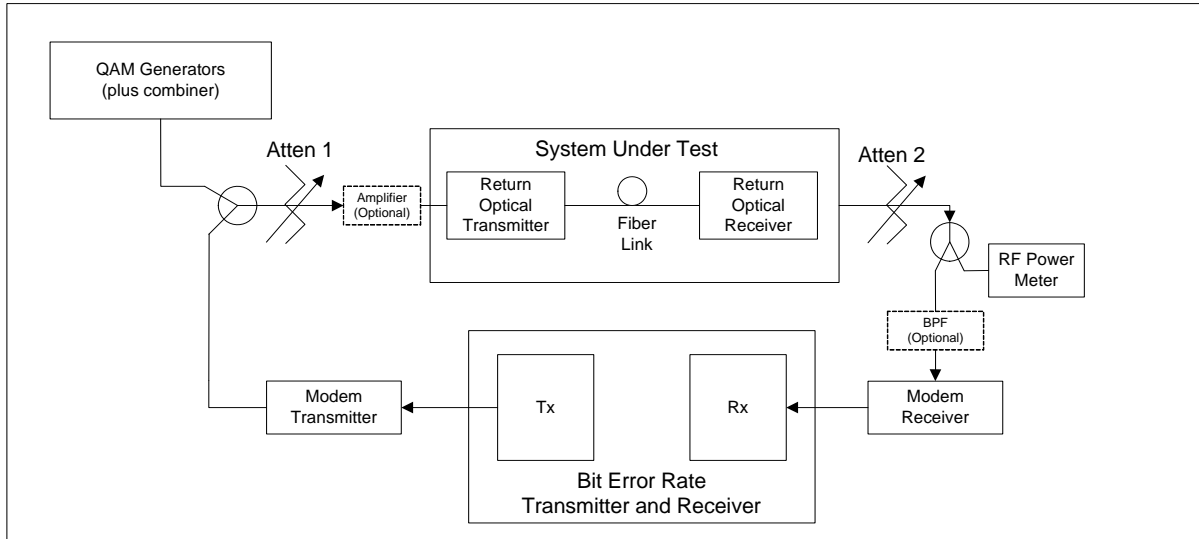 QAM Generators
(plus combiner)
Atten 1
Amplifier
(Optional)
System Under Test
Return
Optical
Transmitter
Fiber
Link
Return
Optical
Receiver
Atten 2
RF Power
Meter
BPF
(Optional)
Modem
Transmitter
Tx
Rx
Modem
Receiver
Bit Error Rate
Transmitter and Receiver